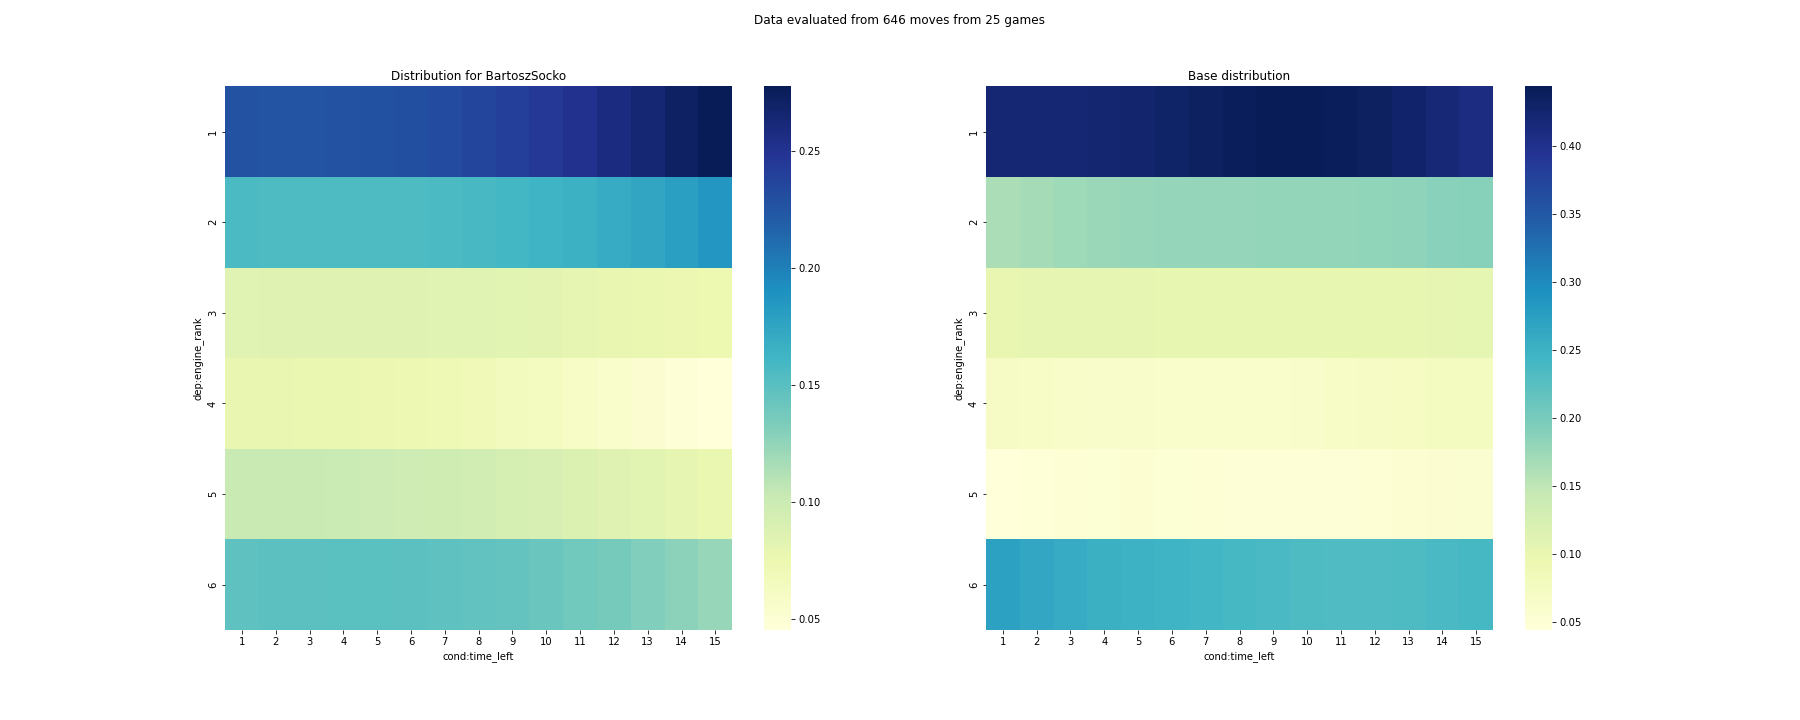 Data evaluated from 646 moves from 25 games
Distribution for BartoszSocko
dep:engine_rank
1
2
3
4
5
6
1 2 3 4 5 6 7 8 9 10 11 12 13 14 15
cond:time_left
0.25
0.20
0.15
0.10
0.05
Base distribution
dep:engine_rank
1
2
3
4
5
6
1 2 3 4 5 6 7 8 9 10 11 12 13 14 15
cond:time_left
0.40
0.35
0.30
0.25
0.20
0.15
0.10
0.05